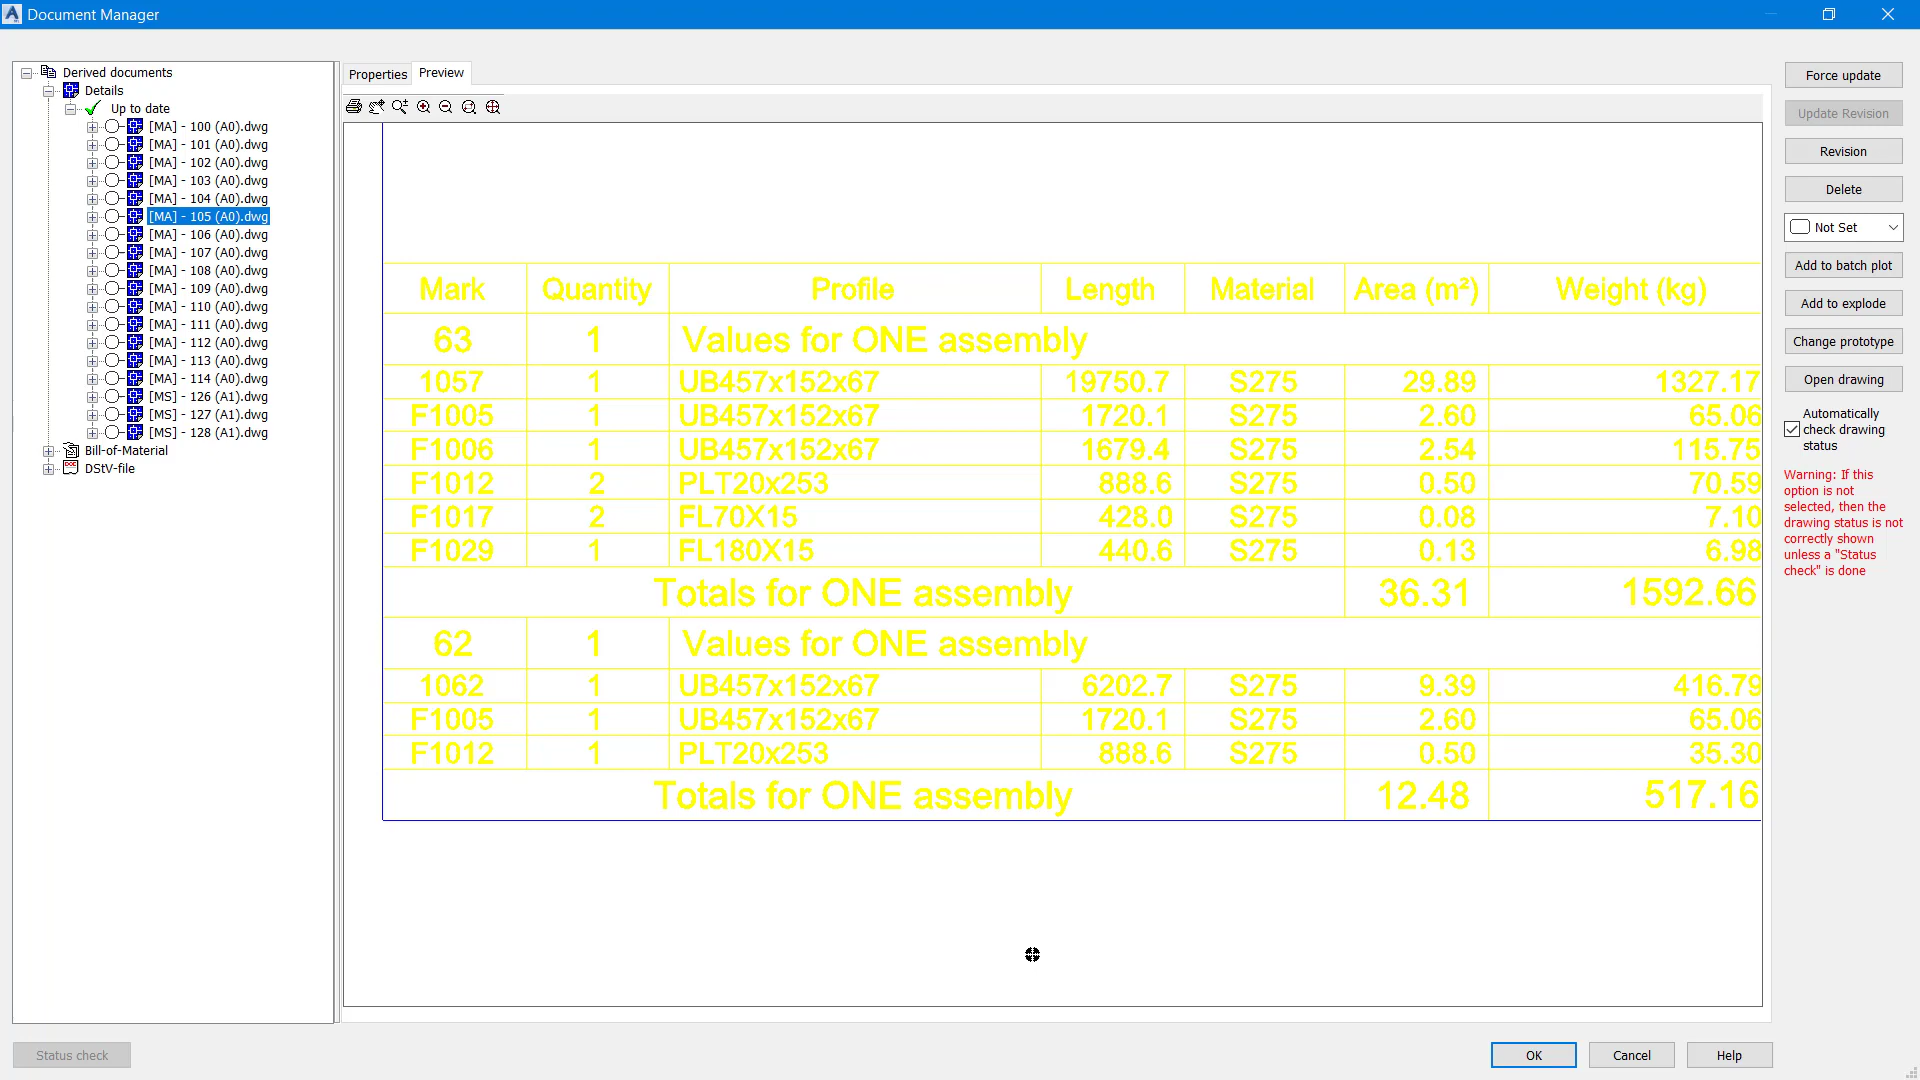 Document Manager
Derived documents
Details
Up to date
[MA] - 100 (A0).dwg
[MA] - 101 (A0).dwg
[MA] - 102 (A0).dwg
[MA] - 103 (A0).dwg
[MA] - 104 (A0).dwg
[MA] - 105 (A0).dwg
[MA] - 106 (A0).dwg
[MA] - 107 (A0).dwg
[MA] - 108 (A0).dwg
[MA] - 109 (A0).dwg
[MA] - 110 (A0).dwg
[MA] - 111 (A0).dwg
[MA] - 112 (A0).dwg
[MA] - 113 (A0).dwg
[MA] - 114 (A0).dwg
[MS] - 126 (A1).dwg
[MS] - 127 (A1).dwg
[MS] - 128 (A1).dwg
Bill-of-Material
DStV-file
Properties Preview
Mark Quantity Profile Length Material Area (m²) Weight (kg)
63 1 Values for ONE assembly
1057 1 UB457x152x67 19750.7 S275 29.89 1327.17
F1005 1 UB457x152x67 1720.1 S275 2.60 65.06
F1006 1 UB457x152x67 1679.4 S275 2.54 115.75
F1012 2 PLT20x253 888.6 S275 0.50 70.59
F1017 2 FL70X15 428.0 S275 0.08 7.10
F1029 1 FL180X15 440.6 S275 0.13 6.98
Totals for ONE assembly 36.31 1592.66
62 1 Values for ONE assembly
1062 1 UB457x152x67 6202.7 S275 9.39 416.79
F1005 1 UB457x152x67 1720.1 S275 2.60 65.06
F1012 1 PLT20x253 888.6 S275 0.50 35.30
Totals for ONE assembly 12.48 517.16
Force update
Update Revision
Revision
Delete
Not Set
Add to batch plot
Add to explode
Change prototype
Open drawing
Automatically
check drawing
status
Warning: If this
option is not
selected, then the
drawing status is not
correctly shown
unless a "Status
check" is done
Status check
OK Cancel Help